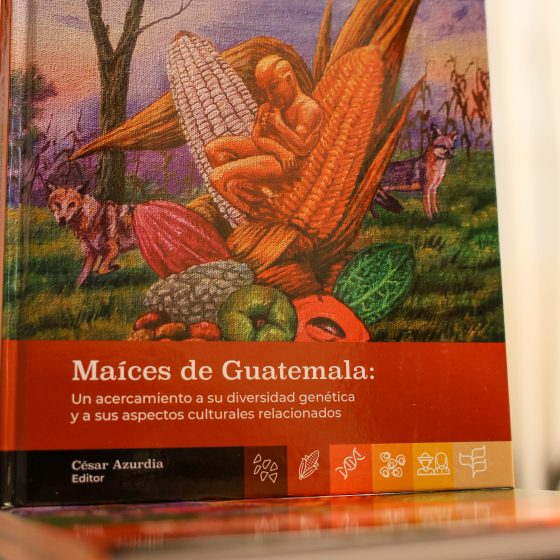 Maíces de Guatemala:
Un acercamiento a su diversidad genética
y a sus aspectos culturales relacionados
César Azurdia
Editor